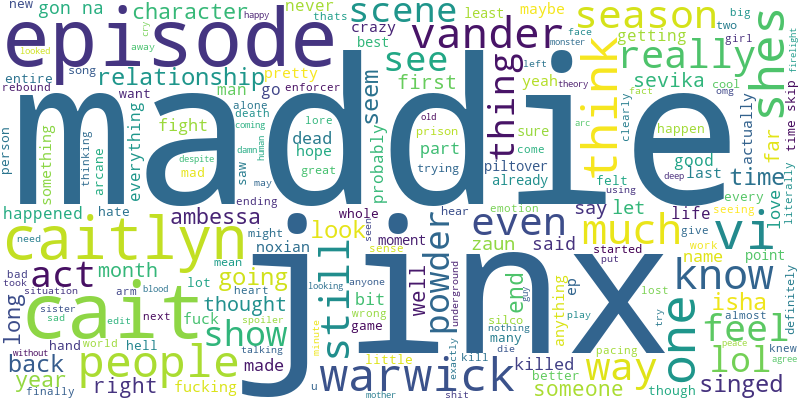 new gon na character never scene maybe season new big
thats crazy least getting two girl
episode best vander think happy cry away
looked song see really shes firelight
entire relationship man go seem first yeah thing sevika cool omg monster theory
rebound want pretty
maddie
person something arcane thinking everything fight mad alone enforcer death coming damn human lore saw dead hope great may ending despite
probably old prison part trying sure come piltover already felt using arc fact happen good deep last time far actually literally time skip clearly face left
happened hate ambessa whole hear emotion say let life every love seeing definitely
caitlyn look might moment seen powder even much vi
need noxian sense zaun said started name give work point
act month going mean still well underground end ep put know
jinx
bad took situation arm lot heart looking anyone bit
cait thought wrong silco many guy anything isha lost almost
long sister sad edit blood show fuck game nothing play one feel knew
hand world next spoiler minute exactly die try peace agree
people hell talking little warwick kill pacing way lol
back year without right made killed better someone though singed
finally fucking u mother shit